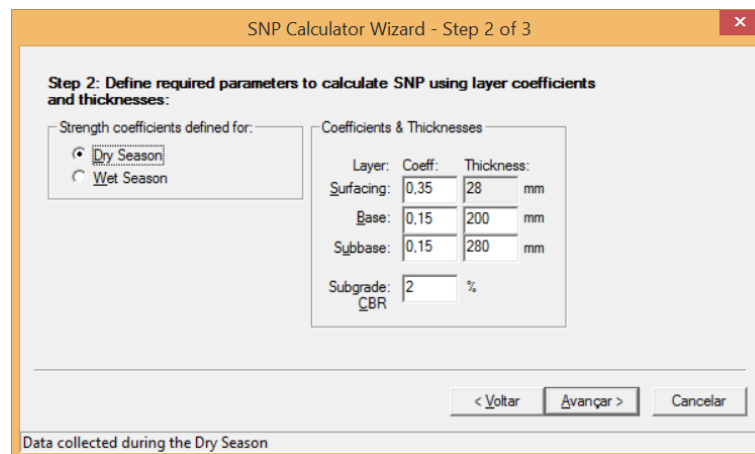 SNP Calculator Wizard - Step 2 of 3
x
Step 2: Define required parameters to calculate SNP using layer coefficients
and thicknesses:
Strength coefficients defined for:
Dry Season
Wet Season
Coefficients & Thicknesses
Layer: Coeff: Thickness:
Surfacing: 0,35 28 mm
Base: 0,15 200 mm
Subbase: 0,15 280 mm
Subgrade: 2 %
CBR
< Voltar Avançar > Cancelar
Data collected during the Dry Season